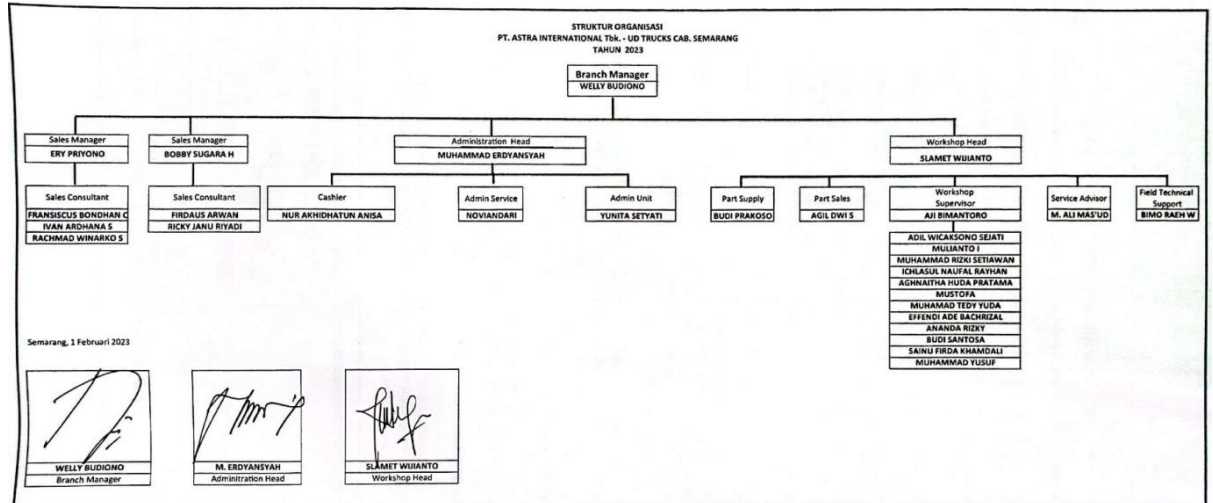 STRUKTUR ORGANISASI
PT. ASTRA INTERNATIONAL Tbk. - UD TRUCKS CAB. SEMARANG
TAHUN 2023
Branch Manager
WELLY BUDIONO
Sales Manager
ERY PRIYONO
Sales Manager
BOBBY SUGARA H
Administration Head
MUHAMMAD ERDYANSYAH
Workshop Head
SLAMET WIJIANTO
Sales Consultant
FRANSISCUS BONDHAN C
IVAN ARDHANA S
RACHMAD WINARKO S
Sales Consultant
FIRDAUS ARWAN
RICKY JANU RIYADI
Cashier
NUR AKHIDHATUN ANISA
Admin Service
NOVIANDARI
Admin Unit
YUNITA SETYATI
Part Supply
BUDI PRAKOSO
Part Sales
AGIL DWI S
Workshop
Supervisor
AJI BIMANTORO
Service Advisor
M. ALI MAS'UD
Field Technical
Support
BIMO RAEH W
ADIL WICAKSONO SEJATI
MULIANTO I
MUHAMMAD RIZKI SETIAWAN
ICHLASUL NAUFAL RAYHAN
AGHNAITHA HUDA PRATAMA
MUSTOFA
MUHAMAD TEDY YUDA
EFFENDI ADE BACHRIZAL
ANANDA RIZKY
BUDI SANTOSA
SAINU FIRDA KHAMDALI
MUHAMMAD YUSUF
Semarang, 1 Februari 2023
WELLY BUDIONO
Branch Manager
M. ERDYANSYAH
Adminitration Head
SLAMET WIJIANTO
Workshop Head